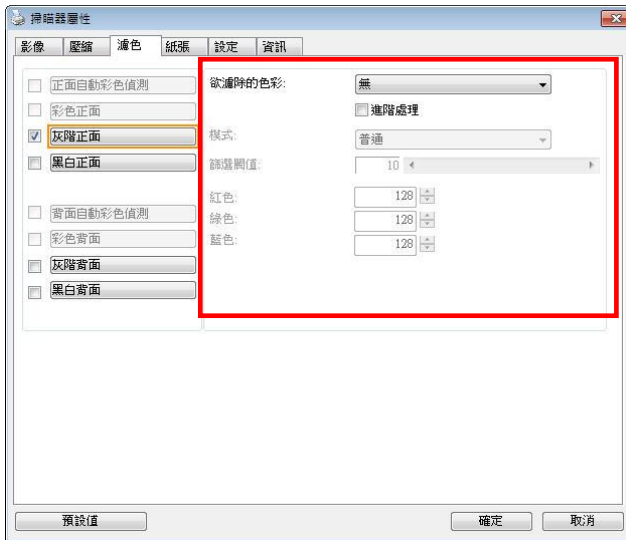 掃瞄器屬性
影像 壓縮 濾色 紙張 設定 資訊
正面自動彩色偵測
彩色正面
灰階正面
黑白正面
背面自動彩色偵測
彩色背面
灰階背面
黑白背面
欲濾除的色彩: 無
進階處理
模式: 普通
篩選閥值: 10
紅色: 128
綠色: 128
藍色: 128
預設值 確定 取消